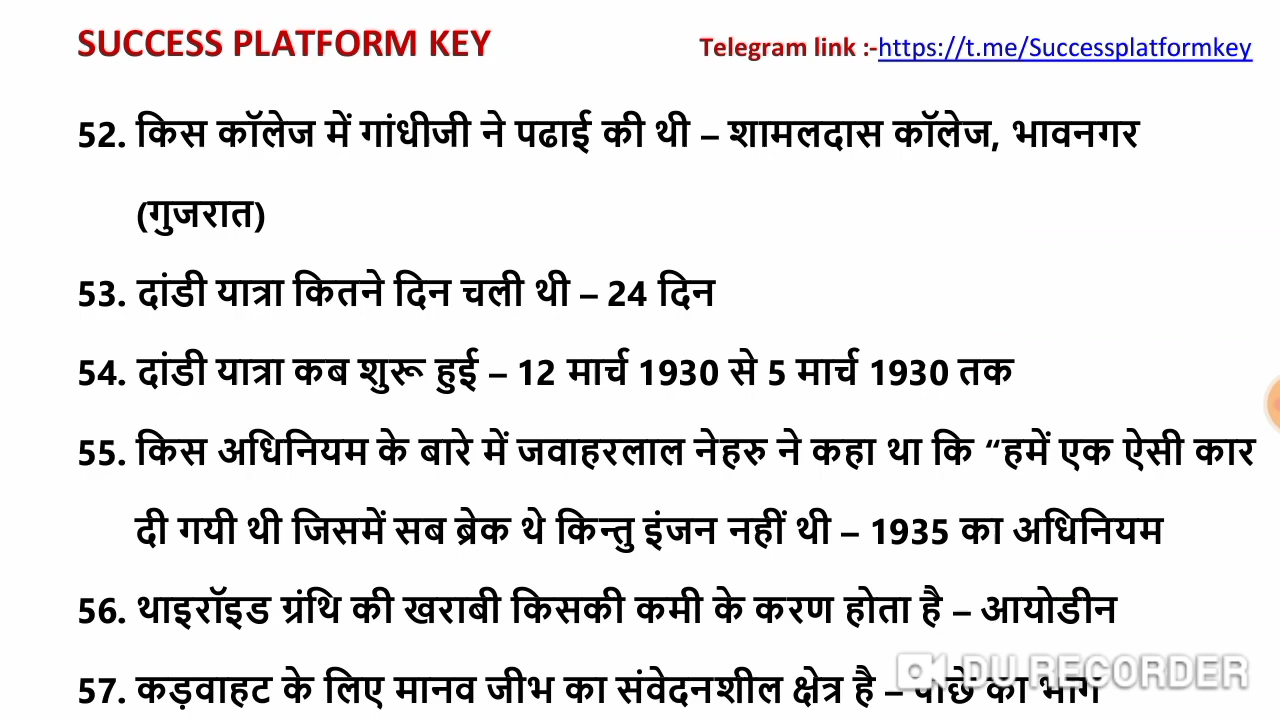 SUCCESS PLATFORM KEY
Telegram link :-https://t.me/Successplatformkey
52. किस कॉलेज में गांधीजी ने पढाई की थी – शामलदास कॉलेज, भावनगर
(गुजरात)
53. दांडी यात्रा कितने दिन चली थी – 24 दिन
54. दांडी यात्रा कब शुरू हुई – 12 मार्च 1930 से 5 मार्च 1930 तक
55. किस अधिनियम के बारे में जवाहरलाल नेहरु ने कहा था कि “हमें एक ऐसी कार
दी गयी थी जिसमें सब ब्रेक थे किन्तु इंजन नहीं थी – 1935 का अधिनियम
56. थाइरॉइड ग्रंथि की खराबी किसकी कमी के करण होता है – आयोडीन
57. कड़वाहट के लिए मानव जीभ का संवेदनशील क्षेत्र है – पीछे का भाग
DU RECORDER